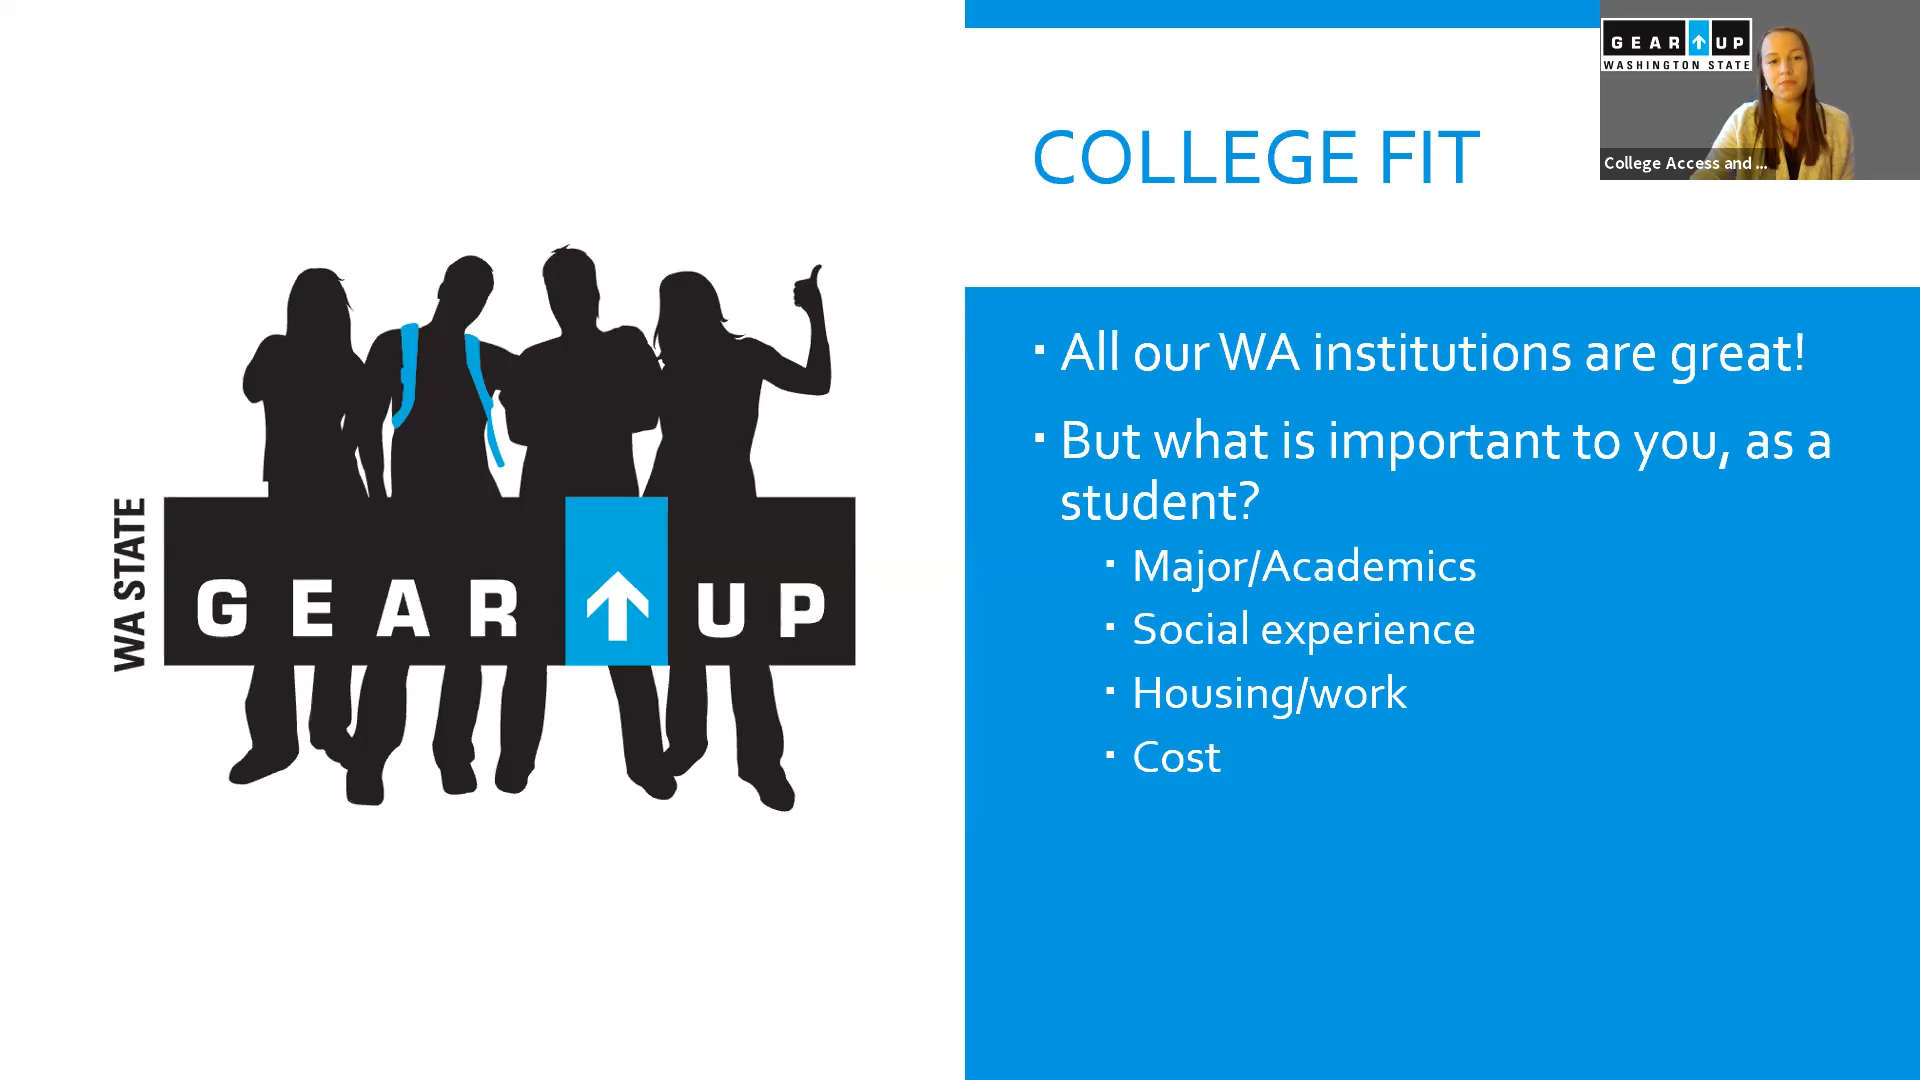 COLLEGE FIT
GEAR UP
WASHINGTON STATE
College Access and ...
WA STATE
GEAR UP
▪ All our WA institutions are great!
▪ But what is important to you, as a
student?
▪ Major/Academics
▪ Social experience
▪ Housing/work
▪ Cost